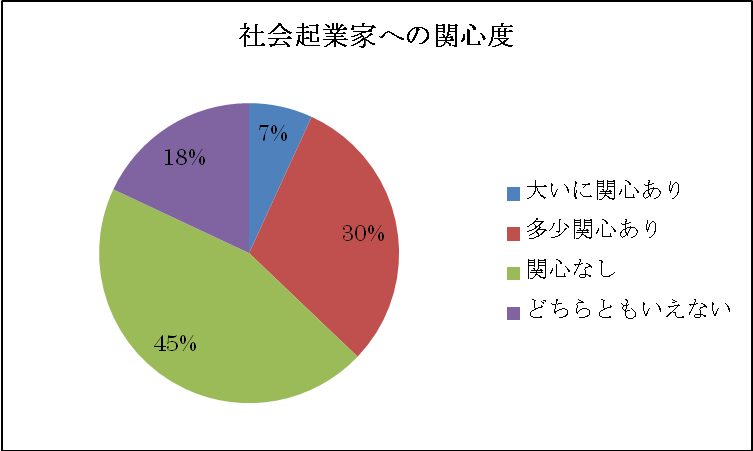 社会起業家への関心度
7%
18%
30%
45%
大いに関心あり
多少関心あり
関心なし
どちらともいえない